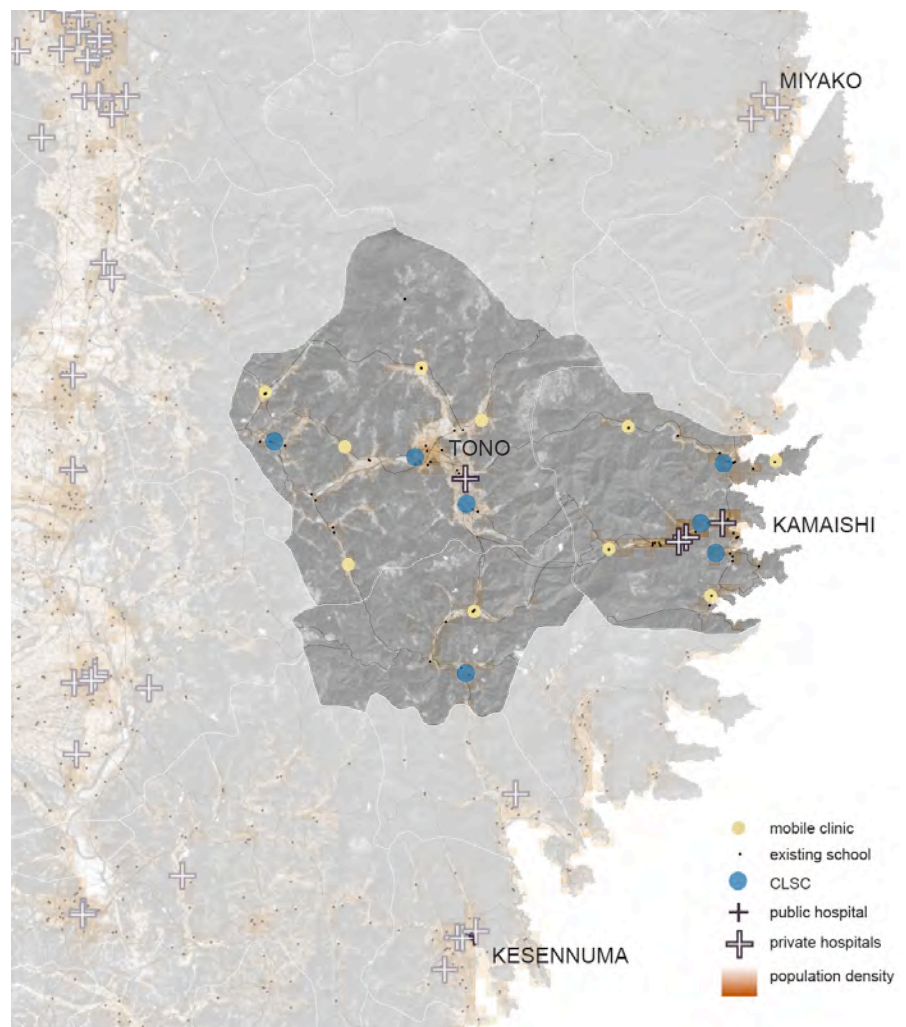 MIYAKO
TONO
KAMAISHI
KESENNUMA
mobile clinic
existing school
CLSC
public hospital
private hospitals
population density